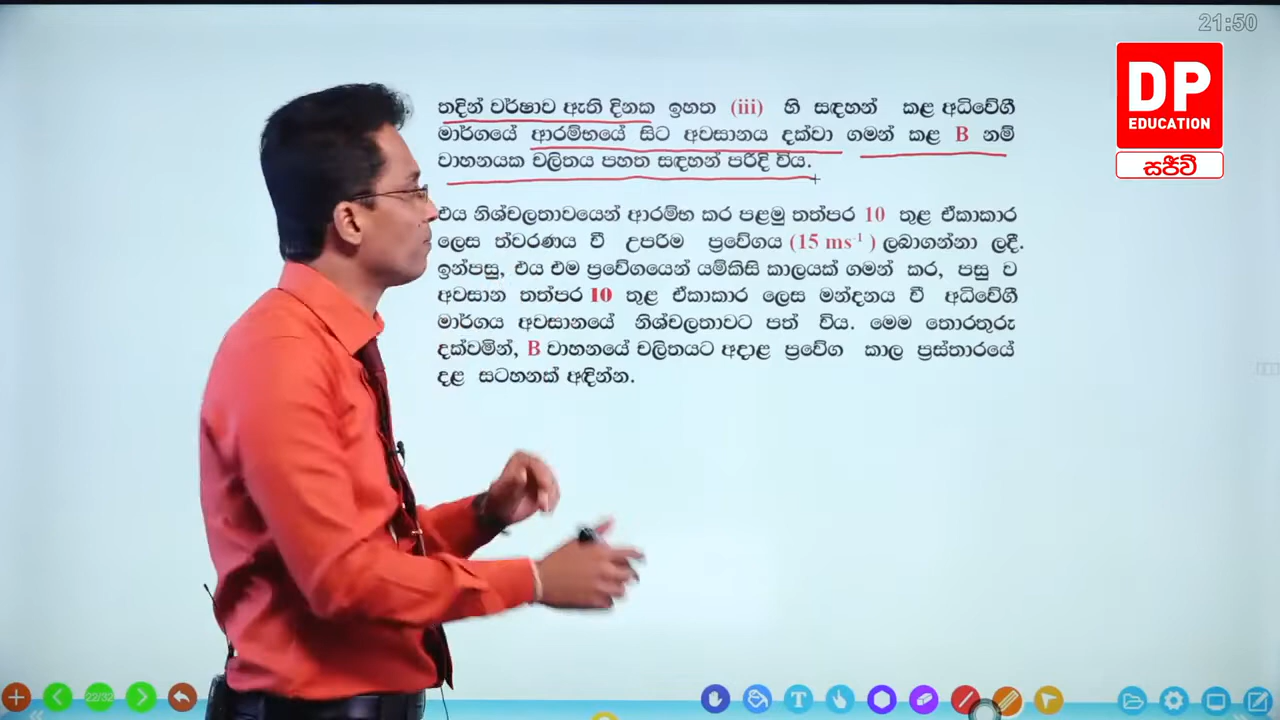 21:50
DP
EDUCATION
සජීවී
තදින් වර්ෂාව ඇති දිනක ඉහත (iii) හි සඳහන් කළ අධිවේගී
මාර්ගයේ ආරම්භයේ සිට අවසානය දක්වා ගමන් කළ B නම්
වාහනයක චලිතය පහත සඳහන් පරිදි විය.
එය නිශ්චලතාවයෙන් ආරම්භ කර පළමු තත්පර 10 තුළ ඒකාකාර
ලෙස ත්වරණය වී උපරිම ප්‍රවේගය (15 ms⁻¹ ) ලබාගන්නා ලදී.
ඉන්පසු, එය එම ප්‍රවේගයෙන් යම්කිසි කාලයක් ගමන් කර, පසු ව
අවසාන තත්පර 10 තුළ ඒකාකාර ලෙස මන්දනය වී අධිවේගී
මාර්ගය අවසානයේ නිශ්චලතාවට පත් විය. මෙම තොරතුරු
දක්වමින්, B වාහනයේ චලිතයට අදාළ ප්‍රවේග කාල ප්‍රස්තාරයේ
දළ සටහනක් අඳින්න.
22/32